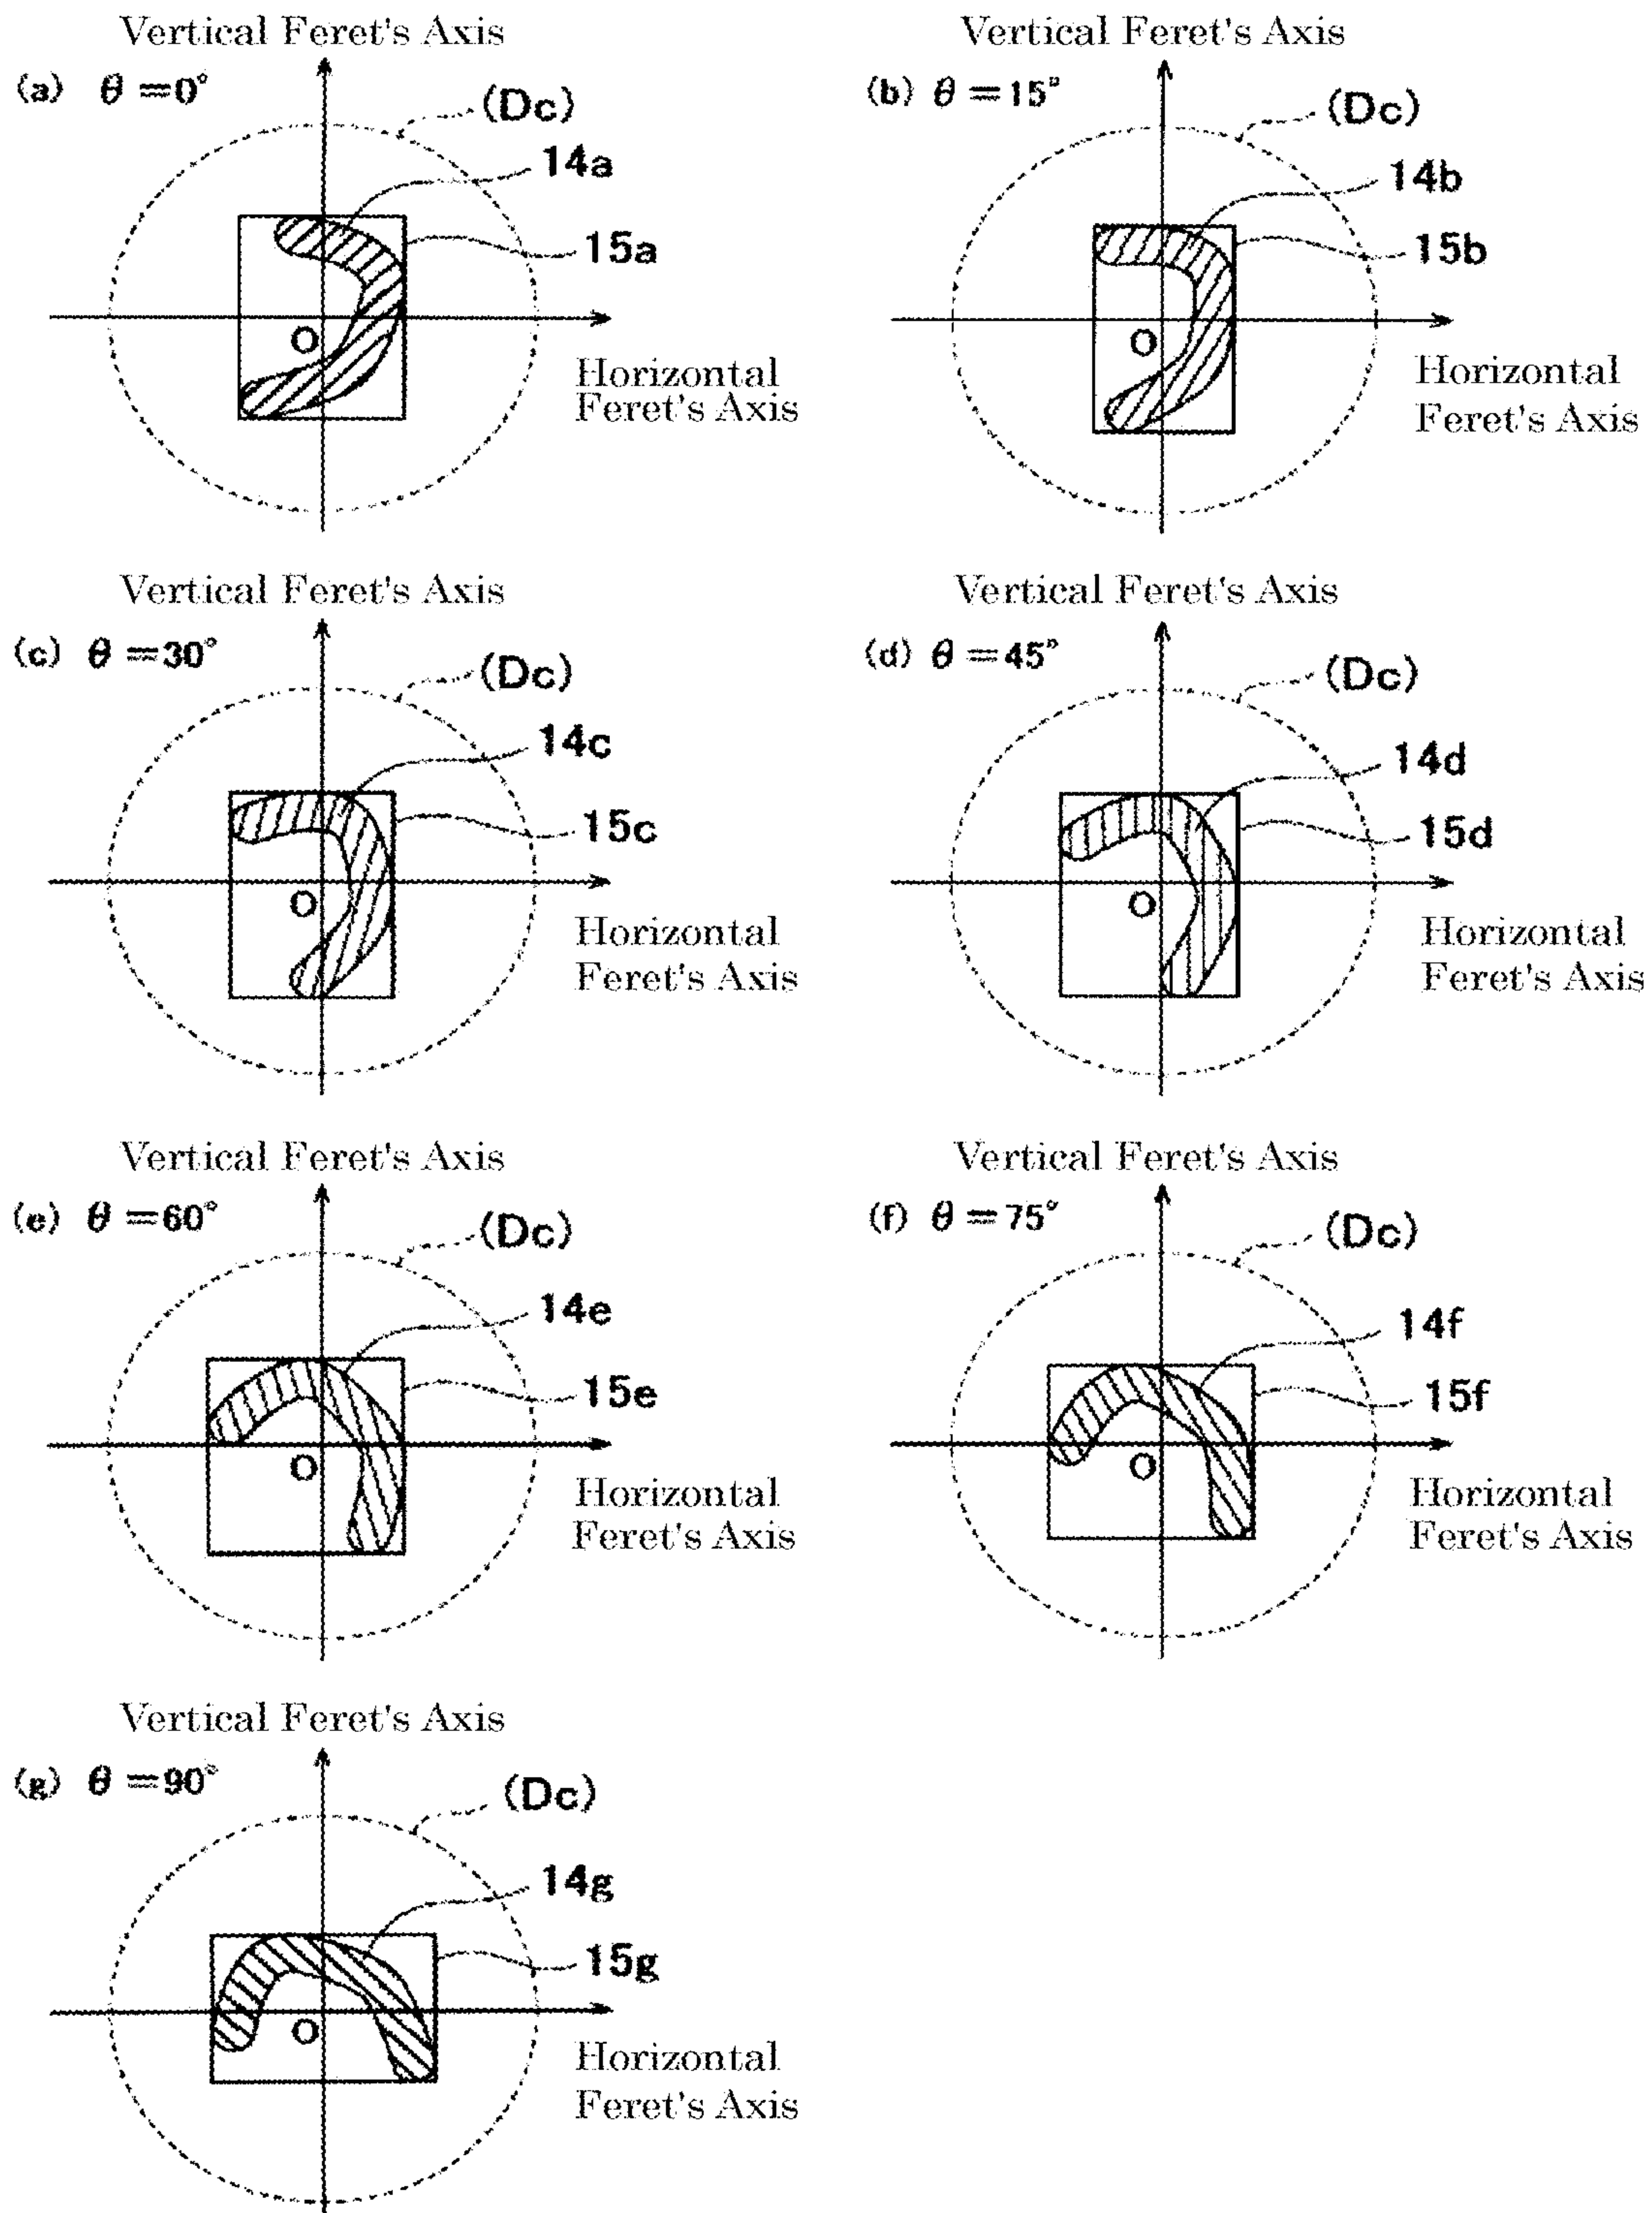 Vertical Feret's Axis
(a) θ=0°
(Dc)
14a
15a
O
Horizontal
Feret's Axis
Vertical Feret's Axis
(b) θ=15°
(Dc)
14b
15b
O
Horizontal
Feret's Axis
Vertical Feret's Axis
(c) θ=30°
(Dc)
14c
15c
O
Horizontal
Feret's Axis
Vertical Feret's Axis
(d) θ=45°
(Dc)
14d
15d
O
Horizontal
Feret's Axis
Vertical Feret's Axis
(e) θ=60°
(Dc)
14e
15e
O
Horizontal
Feret's Axis
Vertical Feret's Axis
(f) θ=75°
(Dc)
14f
15f
O
Horizontal
Feret's Axis
Vertical Feret's Axis
(g) θ=90°
(Dc)
14g
15g
O
Horizontal
Feret's Axis